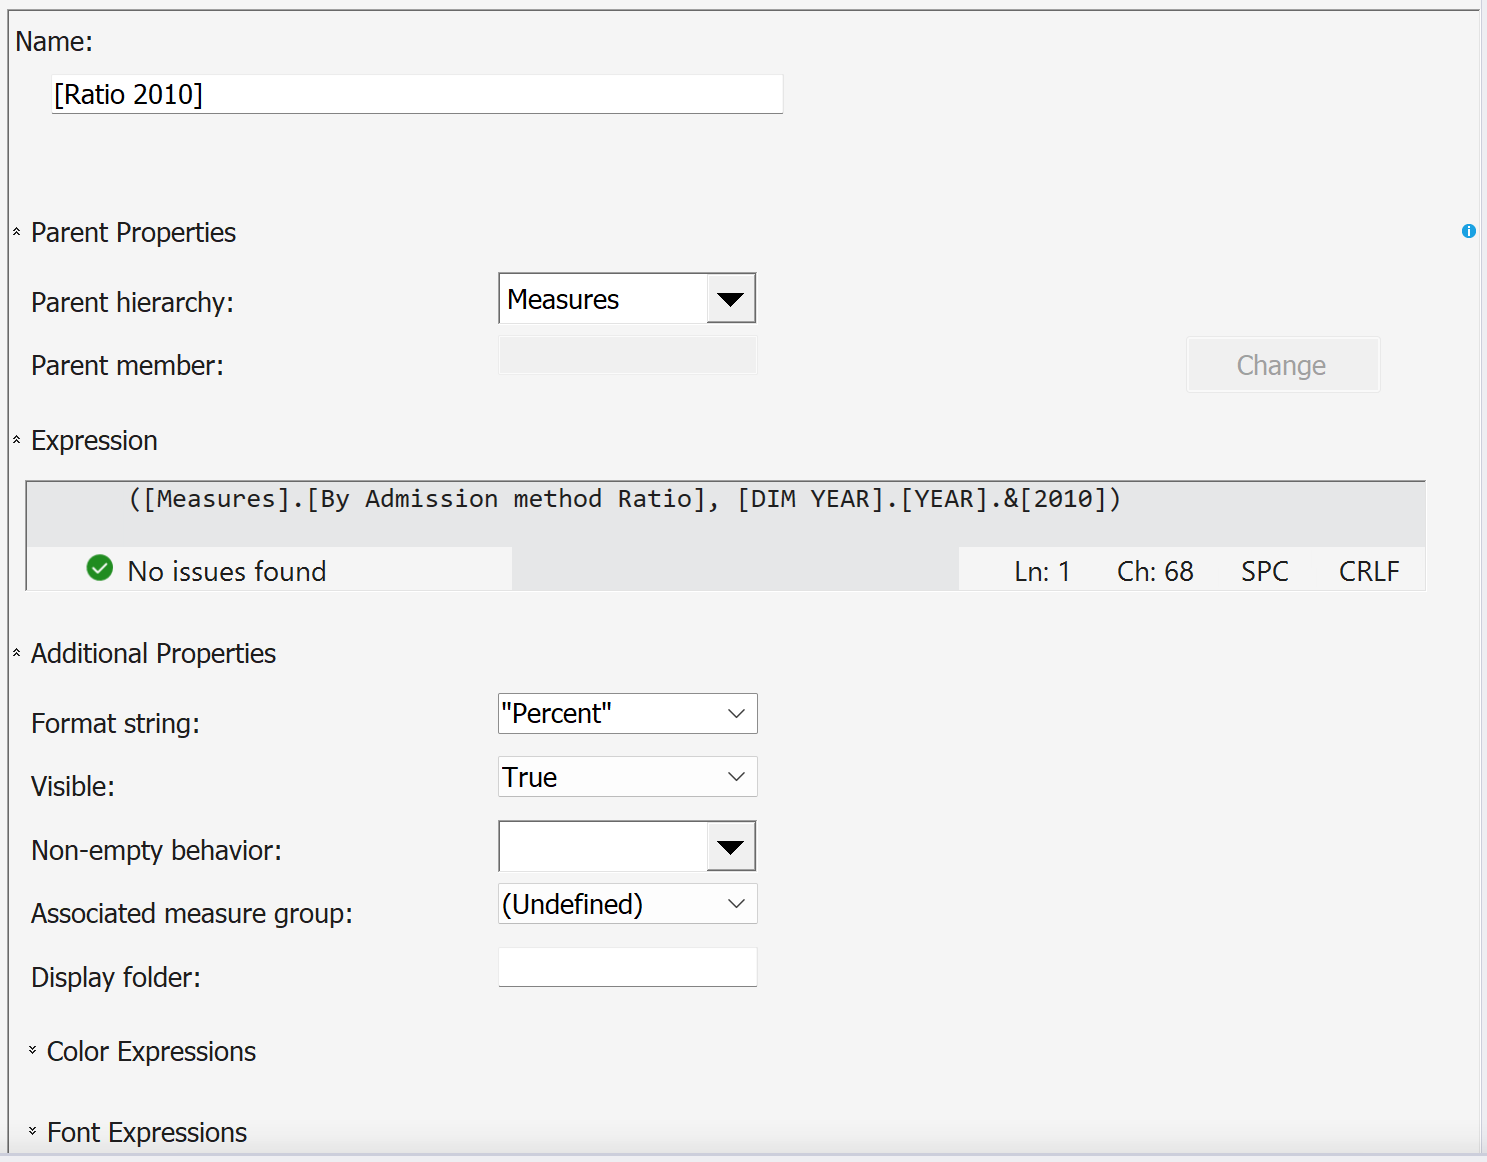 Name:
[Ratio 2010]
Parent Properties
Parent hierarchy:
Measures
Parent member:
Change
Expression
([Measures].[By Admission method Ratio], [DIM YEAR].[YEAR].&[2010])
No issues found
Ln: 1 Ch: 68 SPC CRLF
Additional Properties
Format string:
"Percent"
Visible:
True
Non-empty behavior:
Associated measure group:
(Undefined)
Display folder:
Color Expressions
Font Expressions